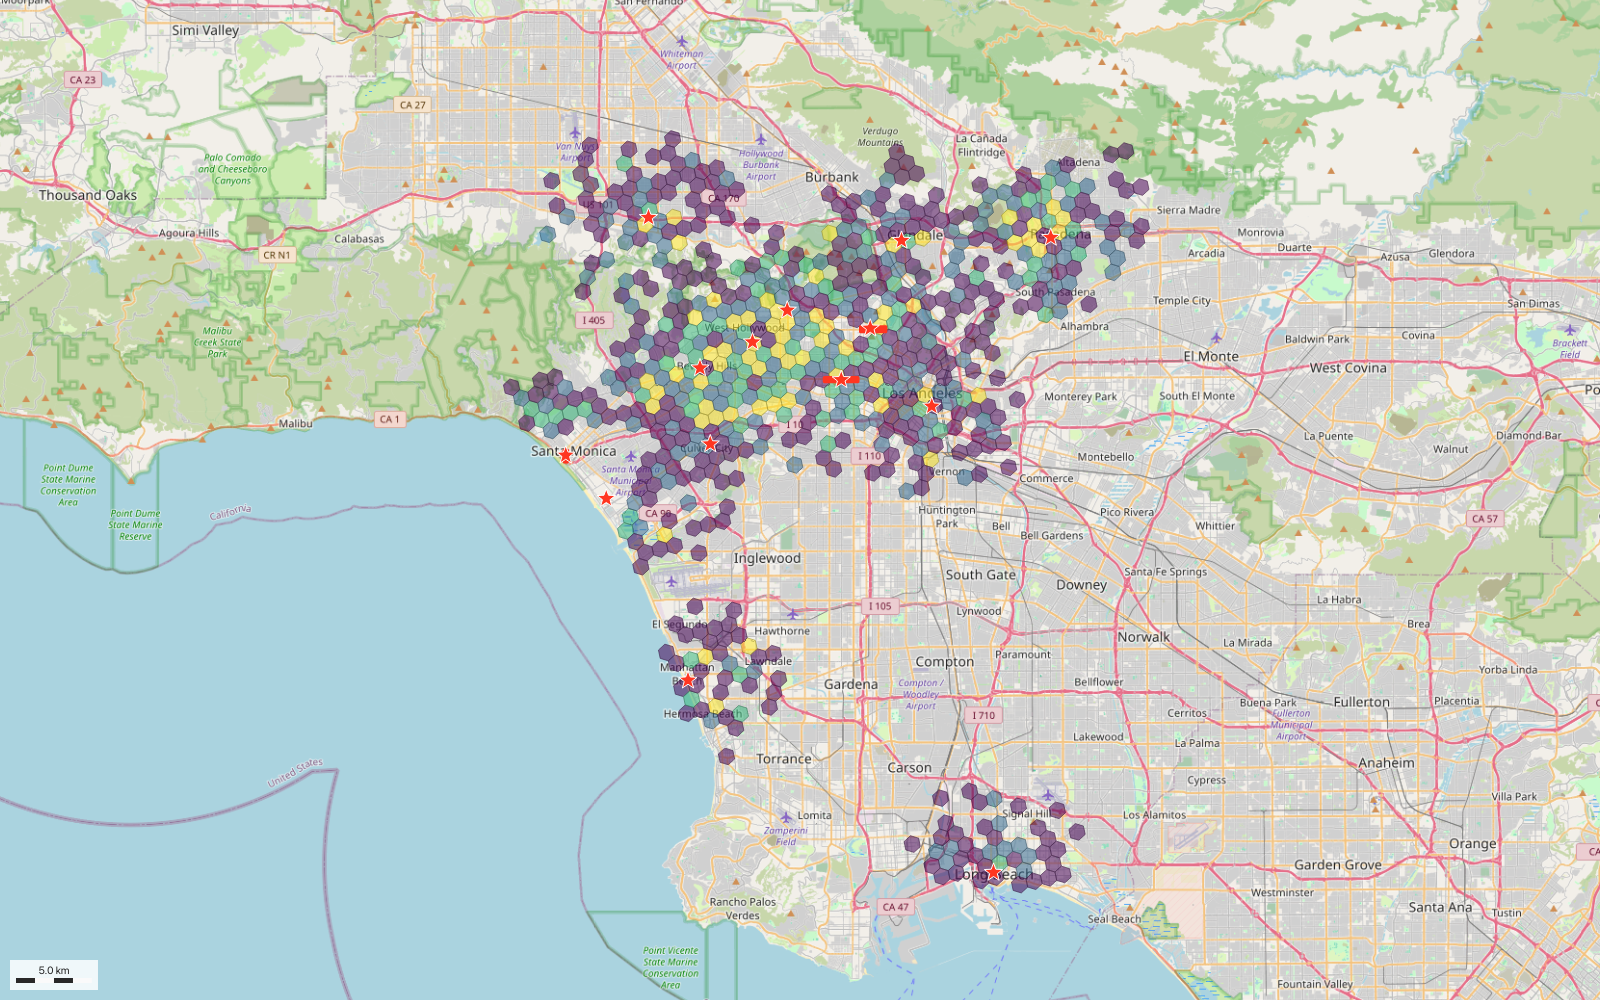 Moorpark
San Fernando
Simi Valley
Whiteman
Airport
CA 23
CA 27
Verdugo
Mountains
La Cañada
Flintridge
Van Nuys
Airport
Hollywood
Burbank
Airport
Altadena
Palo Comado
and Cheeseboro
Canyons
Burbank
Thousand Oaks
US 101
CA 170
Sierra Madre
Agoura Hills
Calabasas
Glendale
Pasadena
Monrovia
Duarte
Arcadia
Azusa
Glendora
CR N1
South Pasadena
Temple City
San Dimas
I 405
West Hollywood
Alhambra
Malibu
Creek State
Park
Baldwin Park
Covina
Brackett
Field
El Monte
Beverly Hills
West Covina
Los Angeles
Monterey Park
South El Monte
Po
CA 1
Malibu
I 10
La Puente
Diamond Bar
Santa Monica
Culver City
I 110
Walnut
Montebello
Santa Monica
Municipal
Airport
Vernon
Commerce
Point Dume
State Marine
Conservation
Area
California
CA 90
Huntington
Park
Bell
Pico Rivera
Whittier
CA 57
Point Dume
State Marine
Reserve
Bell Gardens
Inglewood
South Gate
Downey
Santa Fe Springs
I 105
Lynwood
La Habra
El Segundo
Hawthorne
Norwalk
Brea
La Mirada
Manhattan
Beach
Lawndale
Compton
Paramount
Yorba Linda
Gardena
Compton /
Woodley
Airport
Bellflower
Hermosa Beach
I 710
Cerritos
Buena Park
Fullerton
Placentia
Fullerton
Municipal
Airport
Lakewood
La Palma
United States
Torrance
Carson
Anaheim
Cypress
Villa Park
Lomita
Signal Hill
Los Alamitos
Zamperini
Field
Orange
CA
Long Beach
Garden Grove
Rancho Palos
Verdes
CA 47
Westminster
Santa Ana
Tustin
Seal Beach
Point Vicente
State Marine
Conservation
Area
5.0 km
Fountain Valley